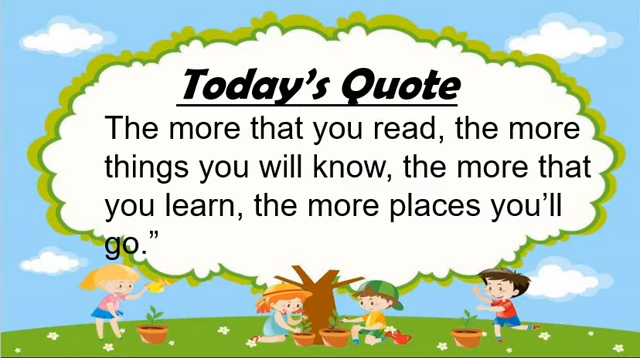 Today’s Quote
The more that you read, the more
things you will know, the more that
you learn, the more places you’ll
go.”